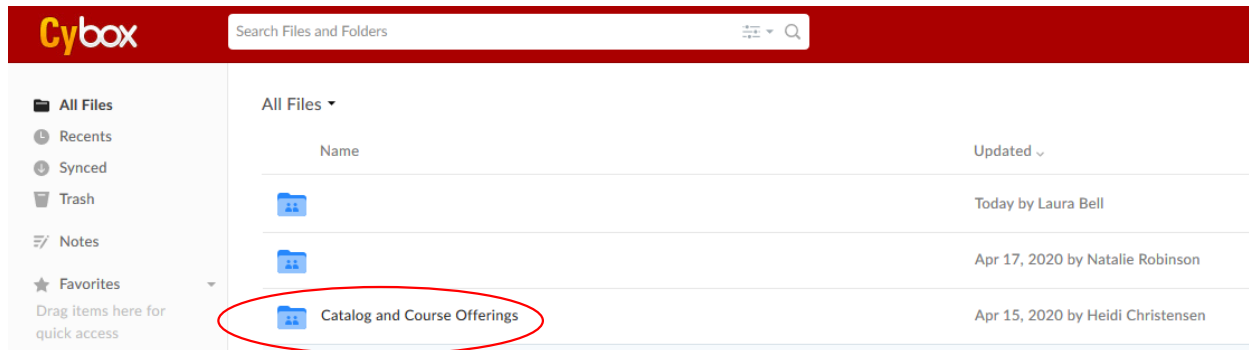 Cybox
Search Files and Folders
All Files
Recents
Synced
Trash
Notes
Favorites
Drag items here for
quick access
All Files
Name Updated
Today by Laura Bell
Apr 17, 2020 by Natalie Robinson
Catalog and Course Offerings Apr 15, 2020 by Heidi Christensen